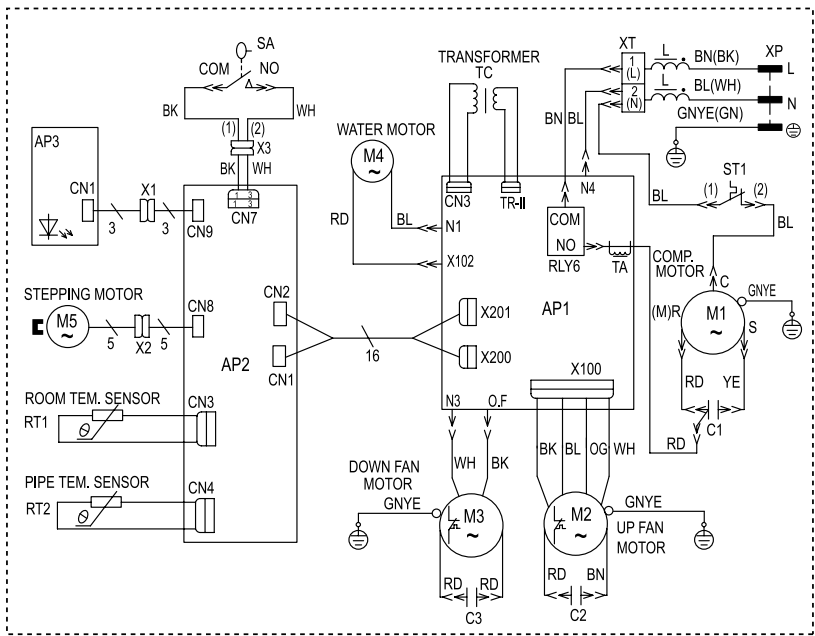 SA
COM NO
BK WH
(1) (2)
X3
BK WH
1 3
1 3
CN7
AP3
CN1
X1
3 3
CN9
STEPPING MOTOR
M5
~
5 5
X2
CN8
AP2
CN2
CN1
16
ROOM TEM. SENSOR
RT1
θ
CN3
PIPE TEM. SENSOR
RT2
θ
CN4
WATER MOTOR
M4
~
RD
BL
N1
X102
TRANSFORMER
TC
CN3
TR-II
BN BL
N4
COM
NO
RLY6
TA
AP1
X201
X200
X100
N3 O.F
XT
1
(L)
2
(N)
L
BN(BK)
L
BL(WH)
GNYE(GN)
XP
L
N
ST1
BL
(1) (2)
BL
COMP.
MOTOR
C
GNYE
(M)R
M1
~
S
RD YE
C1
RD
DOWN FAN
MOTOR
GNYE
WH BK
M3
~
RD RD
C3
BK BL OG WH
M2
~
GNYE
UP FAN
MOTOR
RD BN
C2